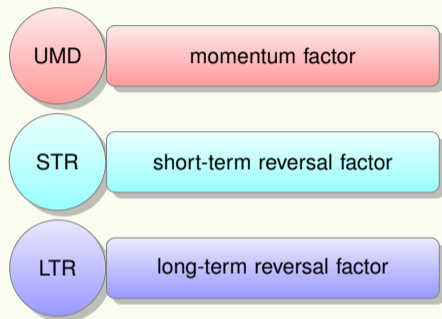 UMD momentum factor
STR short-term reversal factor
LTR long-term reversal factor